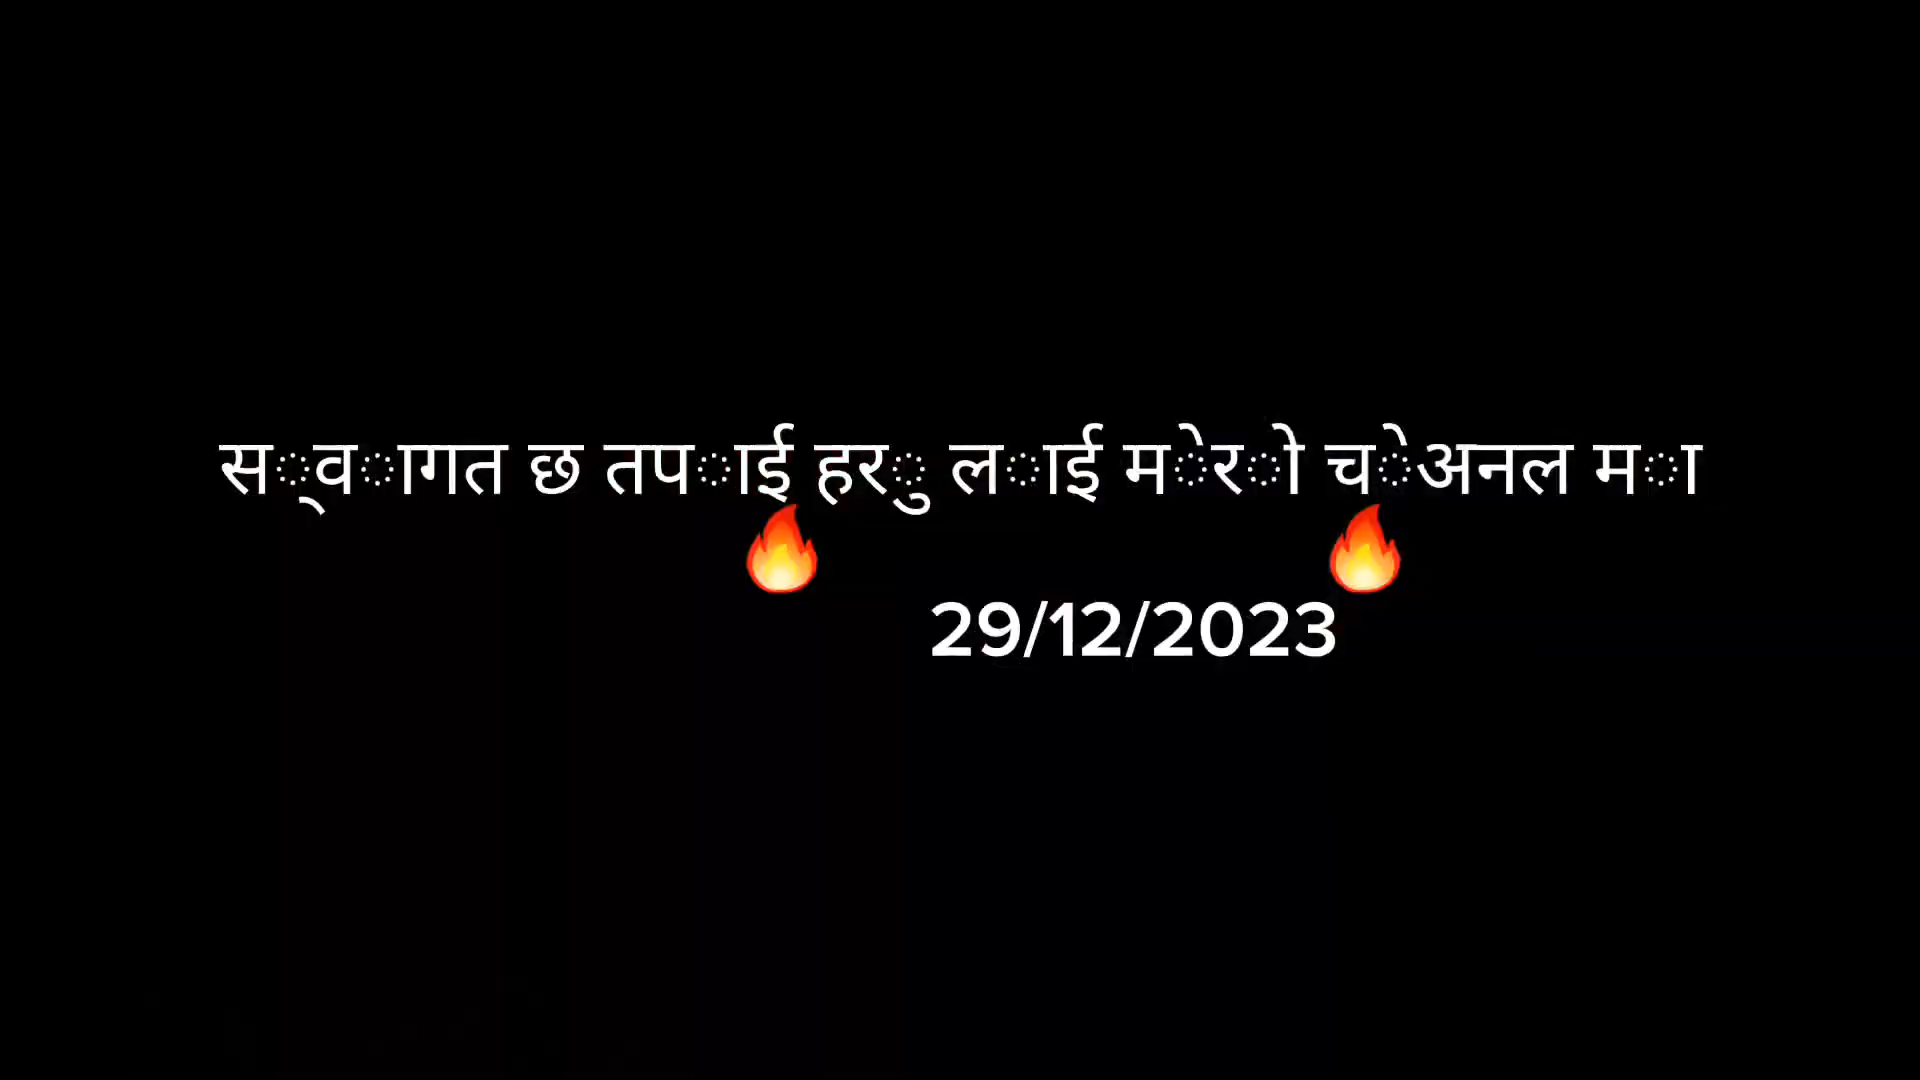 स्वागत छ तपाई हरु लाई मेरो चेअनल मा
🔥 🔥
29/12/2023